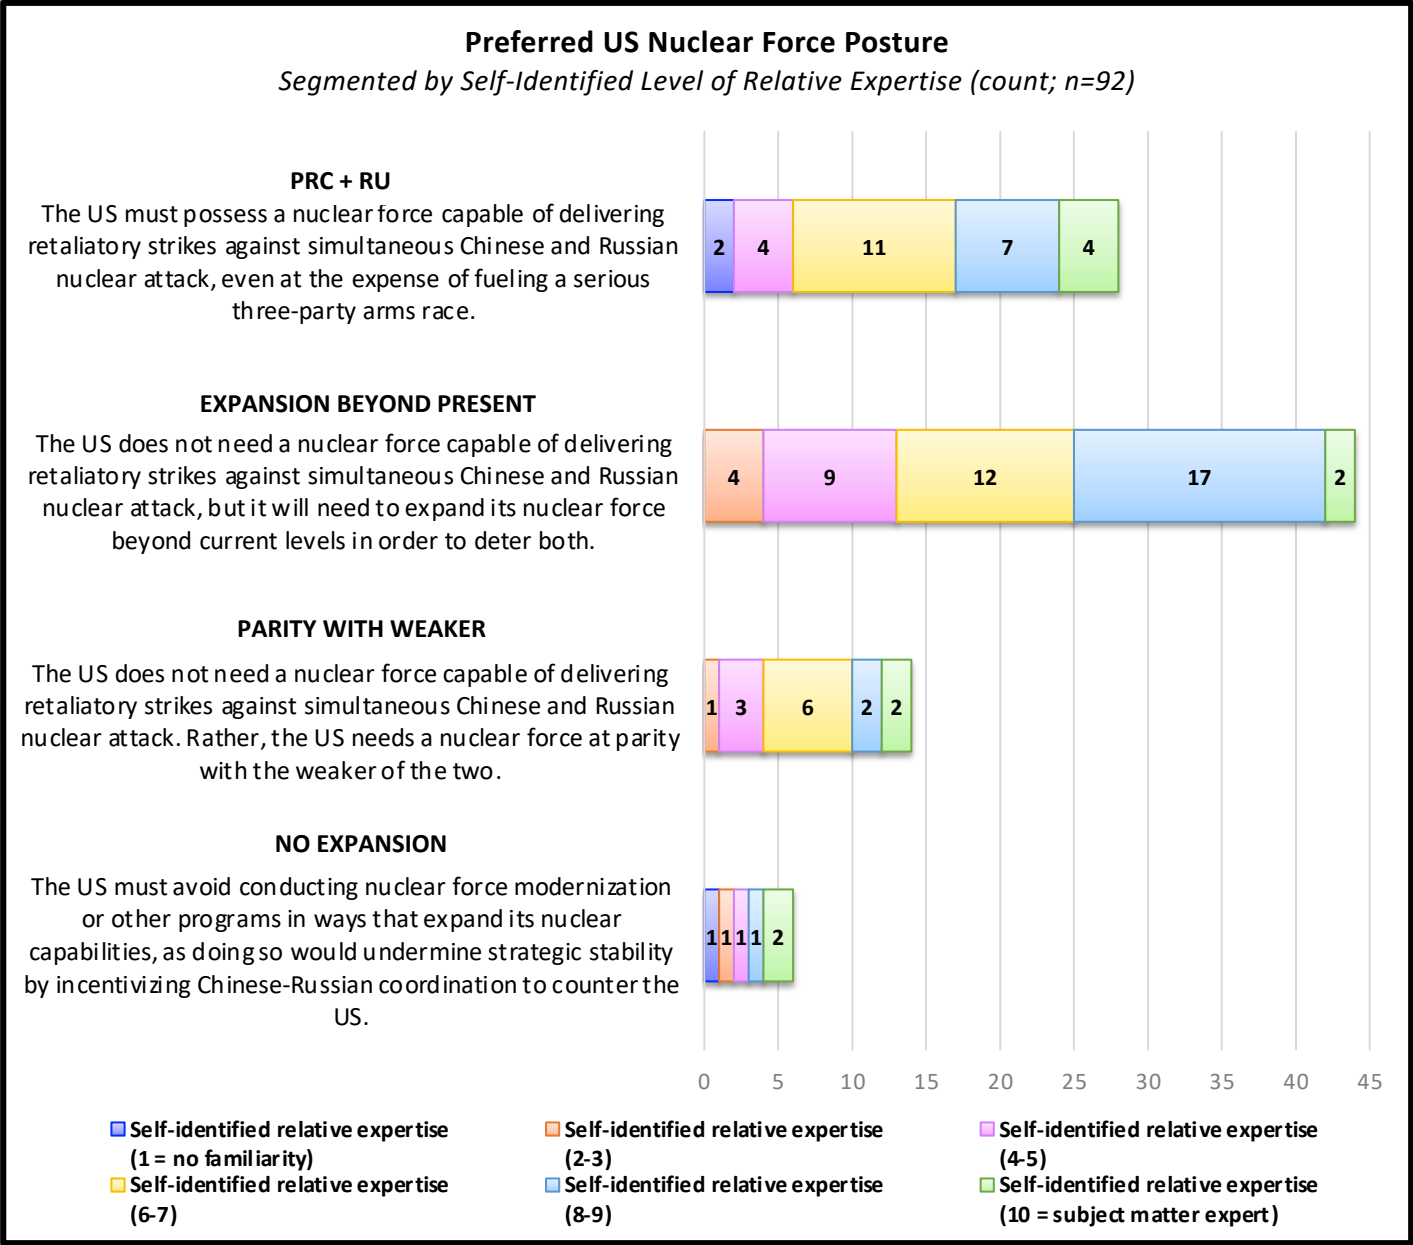 Preferred US Nuclear Force Posture
Segmented by Self-Identified Level of Relative Expertise (count; n=92)
PRC + RU
The US must possess a nuclear force capable of delivering
retaliatory strikes against simultaneous Chinese and Russian
nuclear attack, even at the expense of fueling a serious
three-party arms race.
2 4 11 7 4
EXPANSION BEYOND PRESENT
The US does not need a nuclear force capable of delivering
retaliatory strikes against simultaneous Chinese and Russian
nuclear attack, but it will need to expand its nuclear force
beyond current levels in order to deter both.
4 9 12 17 2
PARITY WITH WEAKER
The US does not need a nuclear force capable of delivering
retaliatory strikes against simultaneous Chinese and Russian
nuclear attack. Rather, the US needs a nuclear force at parity
with the weaker of the two.
1 3 6 2 2
NO EXPANSION
The US must avoid conducting nuclear force modernization
or other programs in ways that expand its nuclear
capabilities, as doing so would undermine strategic stability
by incentivizing Chinese-Russian coordination to counter the
US.
1 1 1 1 2
0 5 10 15 20 25 30 35 40 45
Self-identified relative expertise
(1 = no familiarity)
Self-identified relative expertise
(2-3)
Self-identified relative expertise
(4-5)
Self-identified relative expertise
(6-7)
Self-identified relative expertise
(8-9)
Self-identified relative expertise
(10 = subject matter expert)